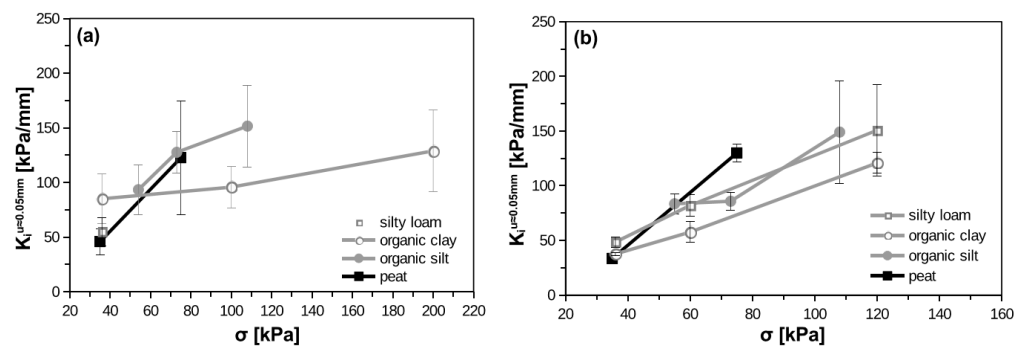 (a)
250
200
150
100
50
0
K_i^{u≈0.05mm} [kPa/mm]
silty loam
organic clay
organic silt
peat
20 40 60 80 100 120 140 160 180 200 220
σ [kPa]
(b)
250
200
150
100
50
0
K_i^{u≈0.05mm} [kPa/mm]
silty loam
organic clay
organic silt
peat
20 40 60 80 100 120 140 160
σ [kPa]